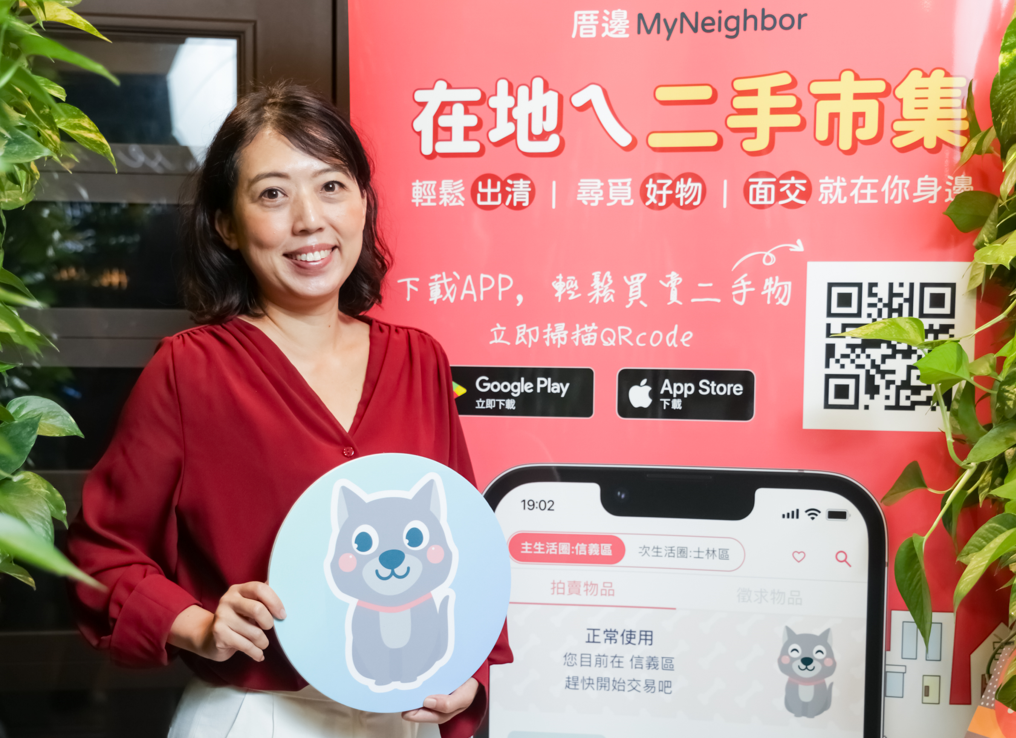 厝邊 MyNeighbor
在地ㄟ二手市集
輕鬆 出清 | 尋覓 好物 | 面交 就在你身邊
下載APP，輕鬆買賣二手物
立即掃描QRcode
Google Play
立即下載
App Store
下載
19:02
主生活圈:信義區
次生活圈:士林區
拍賣物品
徵求物品
正常使用
您目前在 信義區
趕快開始交易吧